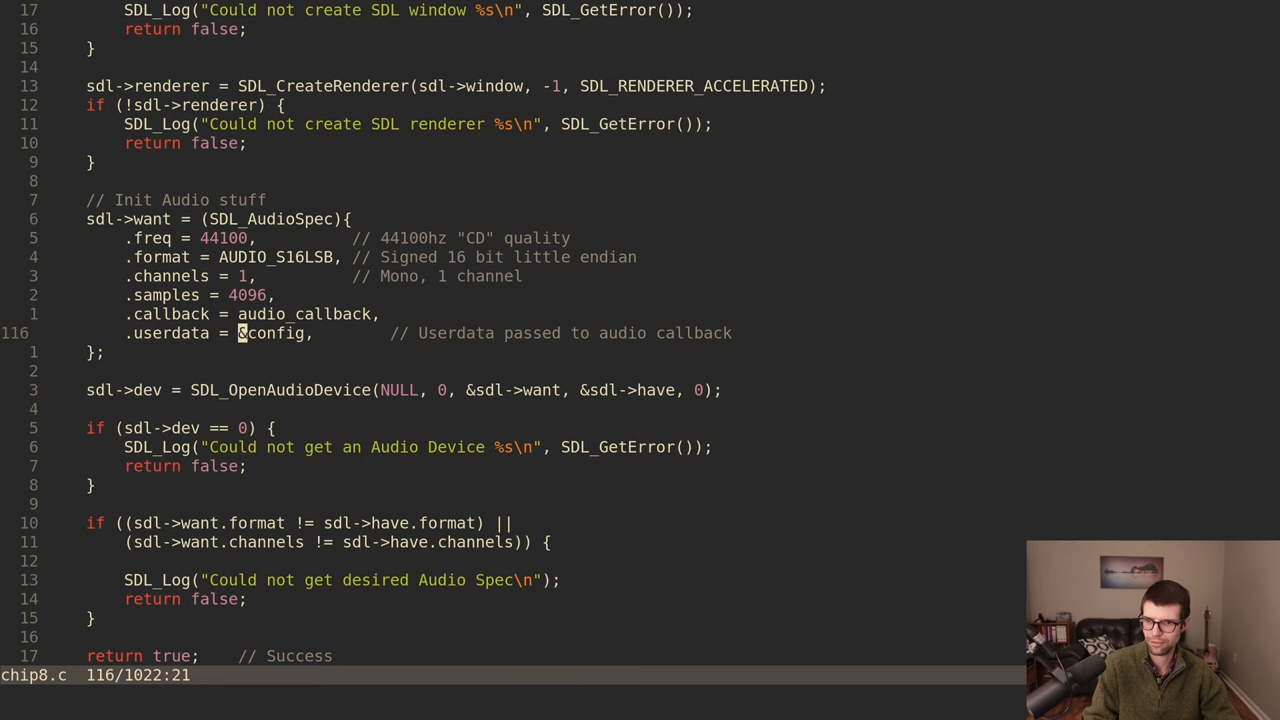 17 SDL_Log("Could not create SDL window %s\n", SDL_GetError());
16 return false;
15 }
14
13 sdl->renderer = SDL_CreateRenderer(sdl->window, -1, SDL_RENDERER_ACCELERATED);
12 if (!sdl->renderer) {
11 SDL_Log("Could not create SDL renderer %s\n", SDL_GetError());
10 return false;
9 }
8
7 // Init Audio stuff
6 sdl->want = (SDL_AudioSpec){
5 .freq = 44100, // 44100hz "CD" quality
4 .format = AUDIO_S16LSB, // Signed 16 bit little endian
3 .channels = 1, // Mono, 1 channel
2 .samples = 4096,
1 .callback = audio_callback,
116 .userdata = &config, // Userdata passed to audio callback
1 };
2
3 sdl->dev = SDL_OpenAudioDevice(NULL, 0, &sdl->want, &sdl->have, 0);
4
5 if (sdl->dev == 0) {
6 SDL_Log("Could not get an Audio Device %s\n", SDL_GetError());
7 return false;
8 }
9
10 if ((sdl->want.format != sdl->have.format) ||
11 (sdl->want.channels != sdl->have.channels)) {
12
13 SDL_Log("Could not get desired Audio Spec\n");
14 return false;
15 }
16
17 return true; // Success
chip8.c 116/1022:21